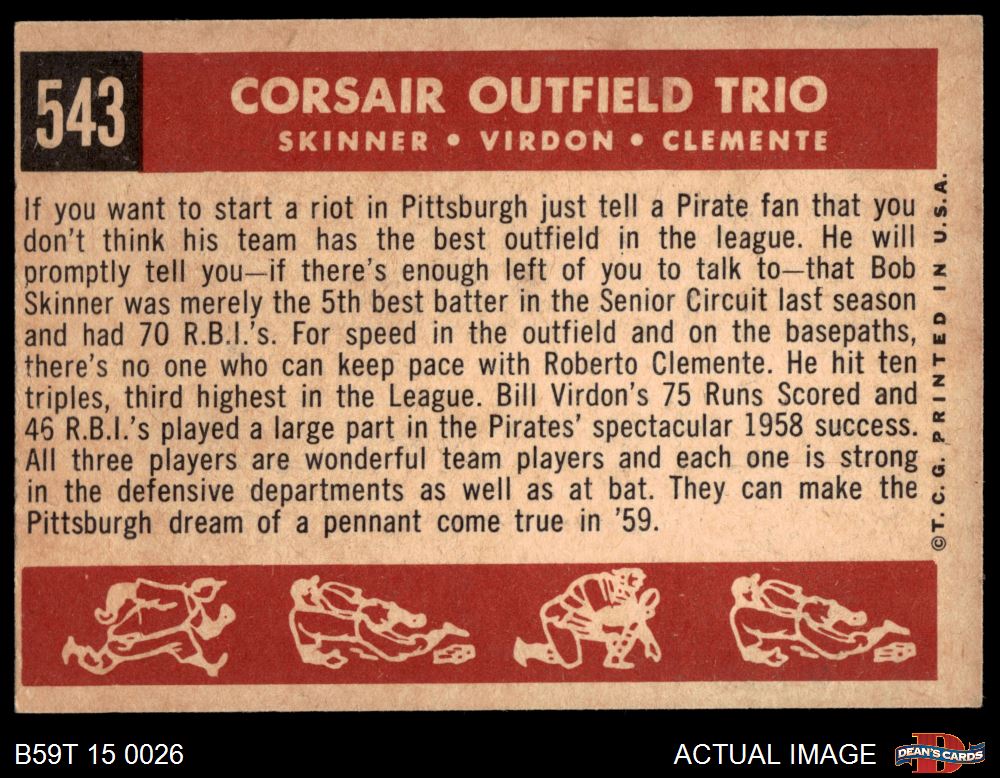 543
CORSAIR OUTFIELD TRIO
SKINNER • VIRDON • CLEMENTE
If you want to start a riot in Pittsburgh just tell a Pirate fan that you
don't think his team has the best outfield in the league. He will
promptly tell you—if there's enough left of you to talk to—that Bob
Skinner was merely the 5th best batter in the Senior Circuit last season
and had 70 R.B.I.'s. For speed in the outfield and on the basepaths,
there's no one who can keep pace with Roberto Clemente. He hit ten
triples, third highest in the League. Bill Virdon's 75 Runs Scored and
46 R.B.I.'s played a large part in the Pirates' spectacular 1958 success.
All three players are wonderful team players and each one is strong
in the defensive departments as well as at bat. They can make the
Pittsburgh dream of a pennant come true in '59.
©T. C. G. PRINTED IN U.S.A.
B59T 15 0026
ACTUAL IMAGE
DEAN'S CARDS